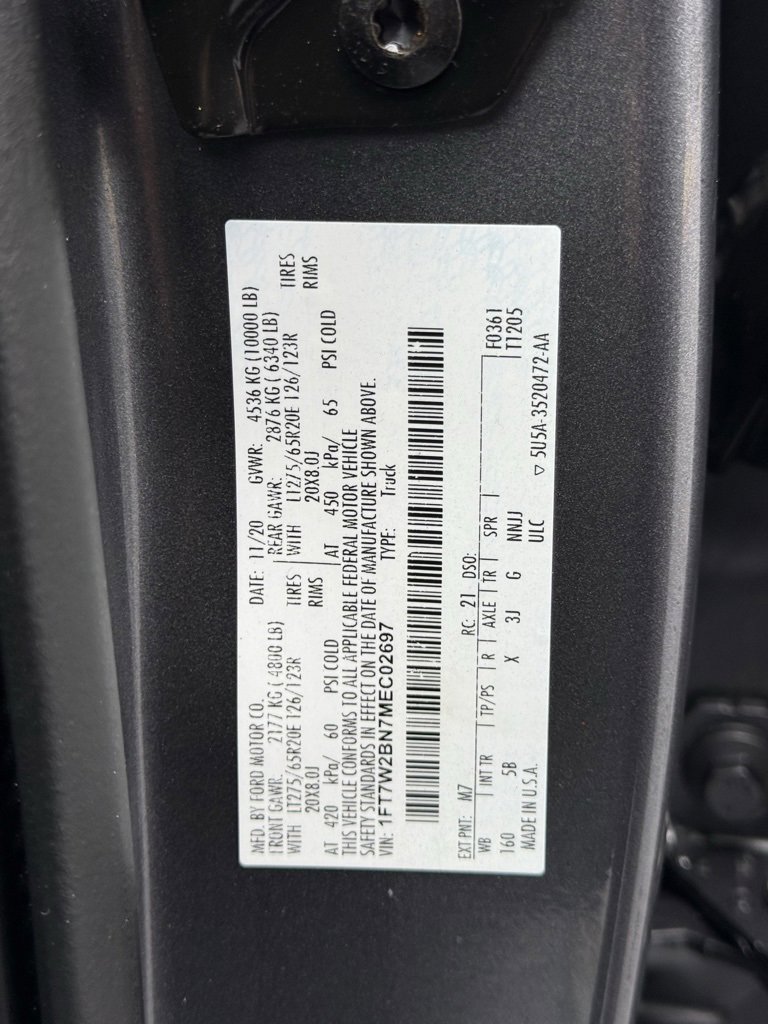 MFD. BY FORD MOTOR CO.
DATE: 11/20 GVWR: 4536 KG (10000 LB)
FRONT GAWR: 2177 KG ( 4800 LB)
REAR GAWR: 2876 KG ( 6340 LB)
WITH LT275/65R20E 126/123R TIRES
WITH LT275/65R20E 126/123R TIRES
20X8.0J RIMS
20X8.0J RIMS
AT 420 kPa/ 60 PSI COLD
AT 450 kPa/ 65 PSI COLD
THIS VEHICLE CONFORMS TO ALL APPLICABLE FEDERAL MOTOR VEHICLE
SAFETY STANDARDS IN EFFECT ON THE DATE OF MANUFACTURE SHOWN ABOVE.
VIN: 1FT7W2BN7MEC02697 TYPE: Truck
EXT PNT: M7 RC: 21 DSO: F0361
WB INT TR TP/PS R AXLE TR SPR T1205
160 5B X 3J G NNJJ
MADE IN U.S.A. ULC ▽ 5U5A-3520472-AA